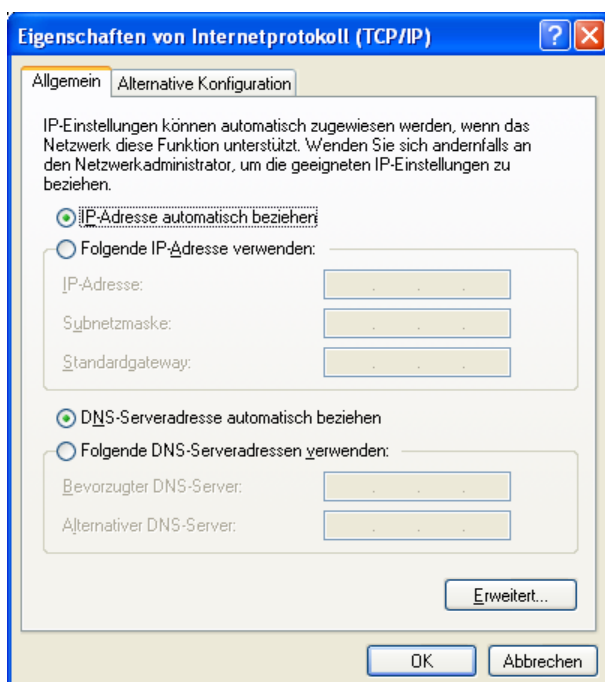 Eigenschaften von Internetprotokoll (TCP/IP)
Allgemein
Alternative Konfiguration
IP-Einstellungen können automatisch zugewiesen werden, wenn das
Netzwerk diese Funktion unterstützt. Wenden Sie sich andernfalls an
den Netzwerkadministrator, um die geeigneten IP-Einstellungen zu
beziehen.
IP-Adresse automatisch beziehen
Folgende IP-Adresse verwenden:
IP-Adresse:
Subnetzmaske:
Standardgateway:
DNS-Serveradresse automatisch beziehen
Folgende DNS-Serveradressen verwenden:
Bevorzugter DNS-Server:
Alternativer DNS-Server:
Erweitert...
OK
Abbrechen